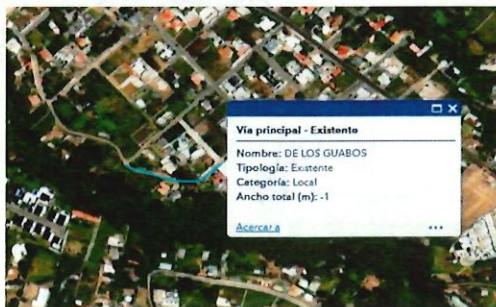 Vía principal - Existente
Nombre: DE LOS GUABOS
Tipología: Existente
Categoría: Local
Ancho total (m): -1
Acercar a